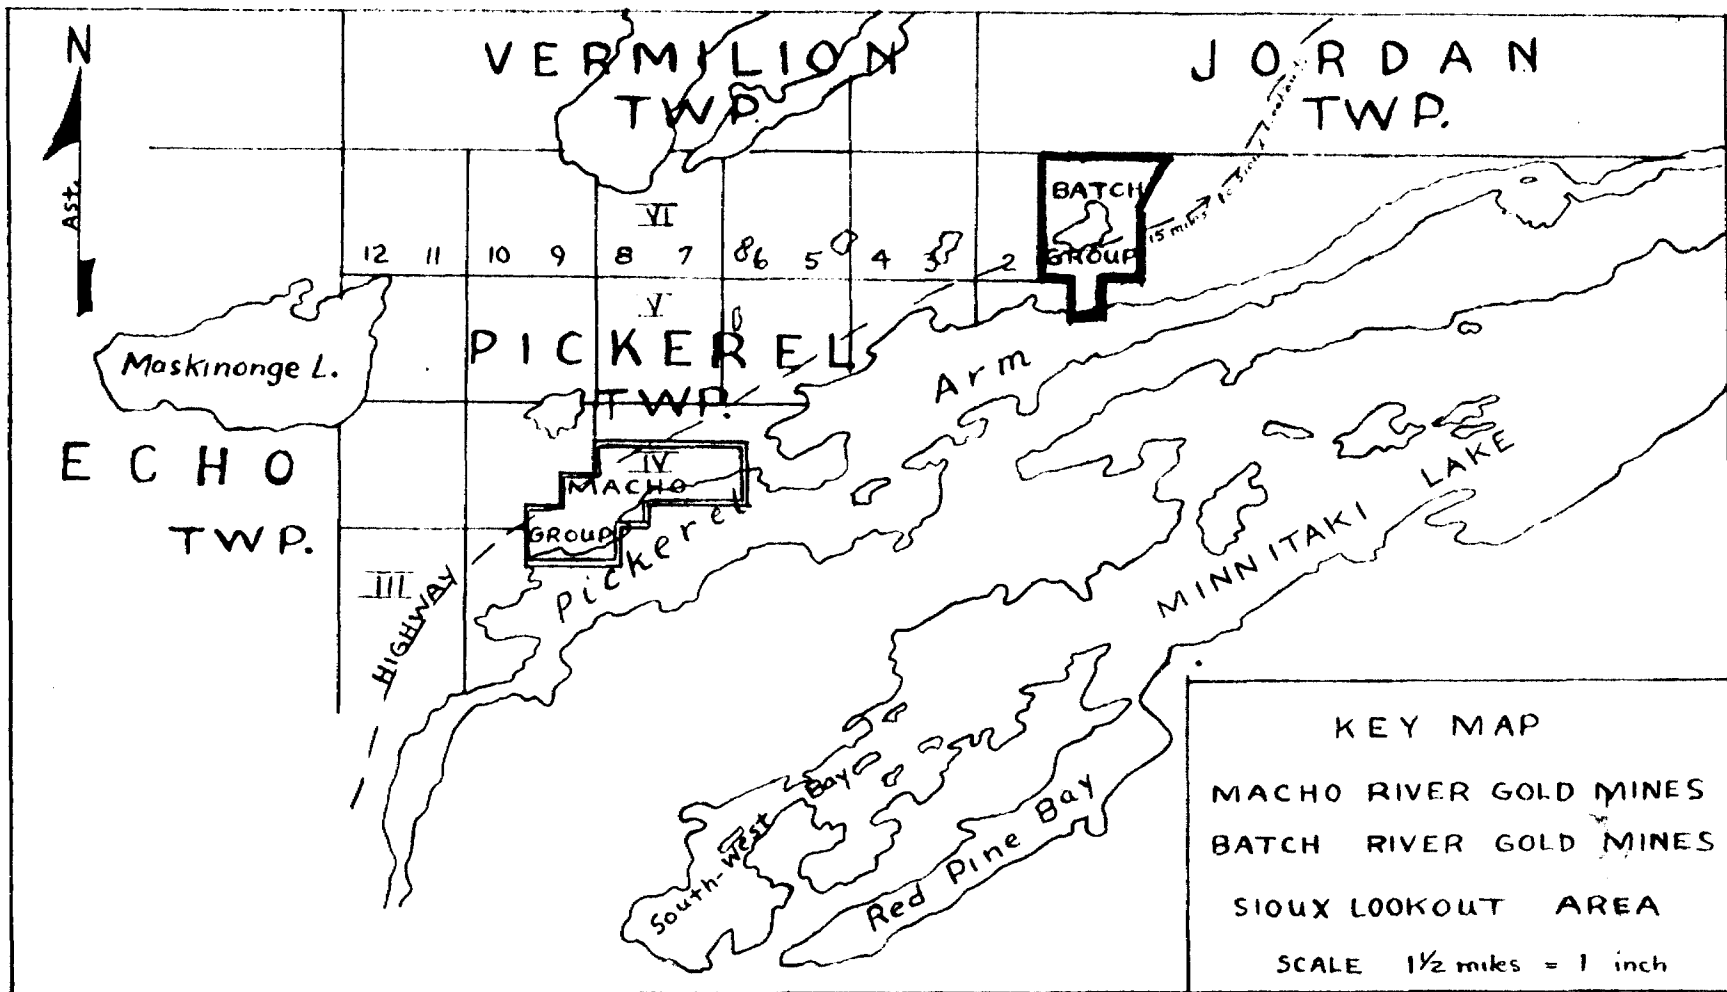 N
Ast.
VERMILION
TWP.
JORDAN
TWP.
BATCH
GROUP
15 miles to Sioux Lookout
VI
12 11 10 9 8 7 6 5 4 3 2
V
PICKEREL
TWP.
Maskinonge L.
ECHO
TWP.
IV
MACHO
GROUP
III
HIGHWAY
Pickerel Arm
MINNITAKI LAKE
South-West Bay
Red Pine Bay
KEY MAP
MACHO RIVER GOLD MINES
BATCH RIVER GOLD MINES
SIOUX LOOKOUT AREA
SCALE 1½ miles = 1 inch